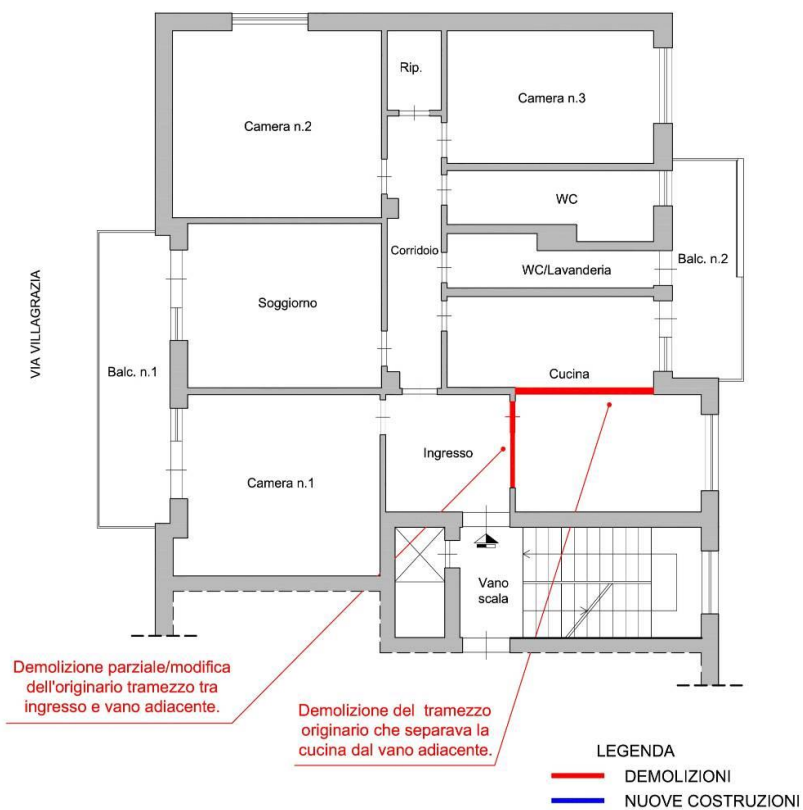 Rip.
Camera n.2
Camera n.3
WC
Corridoio
WC/Lavanderia
Balc. n.2
VIA VILLAGRAZIA
Soggiorno
Balc. n.1
Cucina
Ingresso
Camera n.1
Vano
scala
Demolizione parziale/modifica
dell'originario tramezzo tra
ingresso e vano adiacente.
Demolizione del tramezzo
originario che separava la
cucina dal vano adiacente.
LEGENDA
DEMOLIZIONI
NUOVE COSTRUZIONI